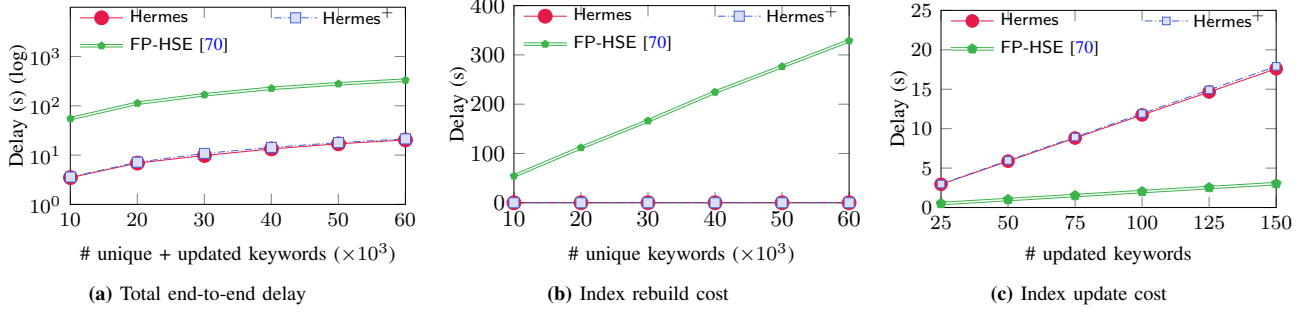 Hermes
Hermes+
FP-HSE [70]
Delay (s) (log)
10^3
10^2
10^1
10^0
10 20 30 40 50 60
# unique + updated keywords (×10^3)
(a) Total end-to-end delay
Hermes
Hermes+
FP-HSE [70]
Delay (s)
400
300
200
100
0
10 20 30 40 50 60
# unique keywords (×10^3)
(b) Index rebuild cost
Hermes
Hermes+
FP-HSE [70]
Delay (s)
25
20
15
10
5
0
25 50 75 100 125 150
# updated keywords
(c) Index update cost